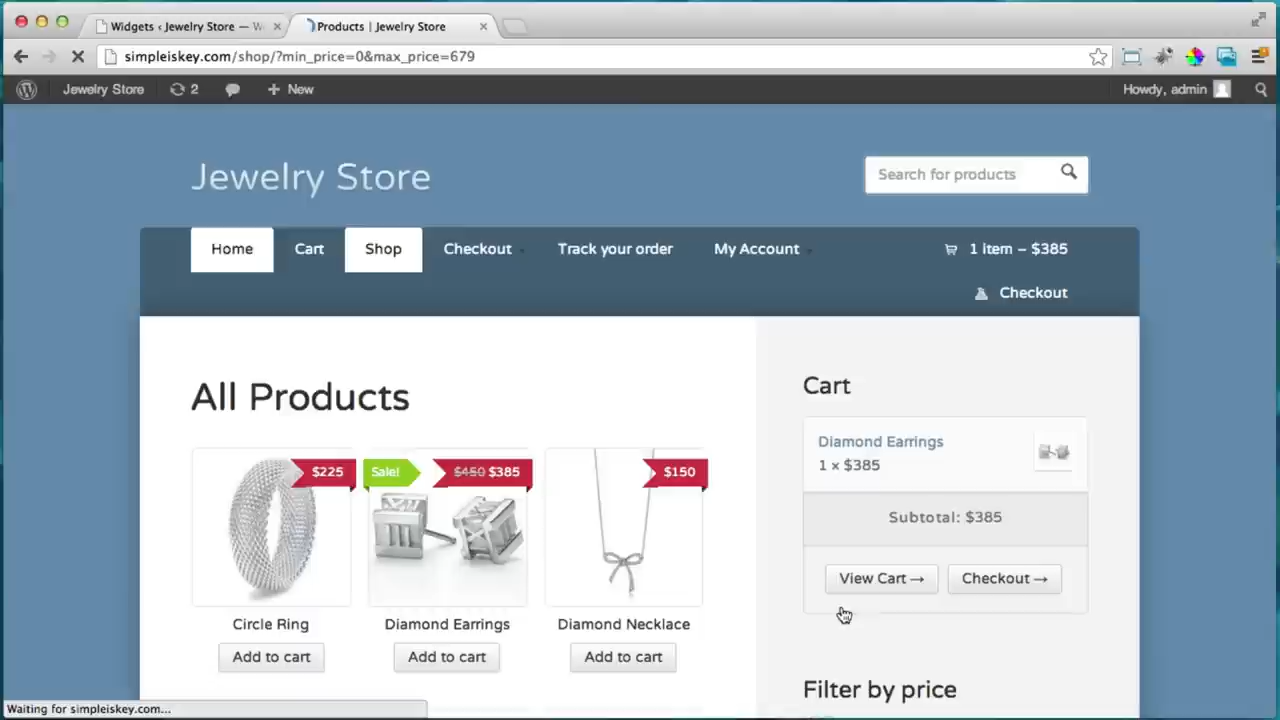 Widgets ‹ Jewelry Store — W
Products | Jewelry Store
simpleiskey.com/shop/?min_price=0&max_price=679
Jewelry Store
2
New
Howdy, admin
Jewelry Store
Search for products
Home
Cart
Shop
Checkout
Track your order
My Account
1 item – $385
Checkout
All Products
Cart
Diamond Earrings
1 × $385
Subtotal: $385
View Cart →
Checkout →
$225
Sale!
$450 $385
$150
Circle Ring
Diamond Earrings
Diamond Necklace
Add to cart
Add to cart
Add to cart
Filter by price
Waiting for simpleiskey.com...